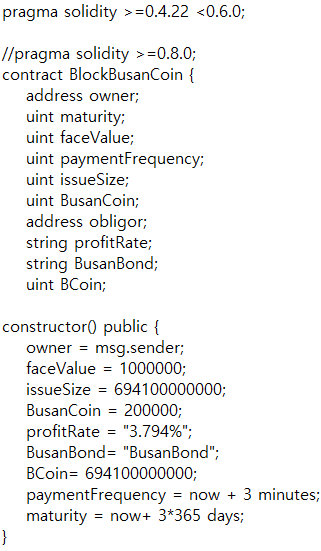 pragma solidity >=0.4.22 <0.6.0;
//pragma solidity >=0.8.0;
contract BlockBusanCoin {
address owner;
uint maturity;
uint faceValue;
uint paymentFrequency;
uint issueSize;
uint BusanCoin;
address obligor;
string profitRate;
string BusanBond;
uint BCoin;
constructor() public {
owner = msg.sender;
faceValue = 1000000;
issueSize = 694100000000;
BusanCoin = 200000;
profitRate = "3.794%";
BusanBond= "BusanBond";
BCoin= 694100000000;
paymentFrequency = now + 3 minutes;
maturity = now+ 3*365 days;
}